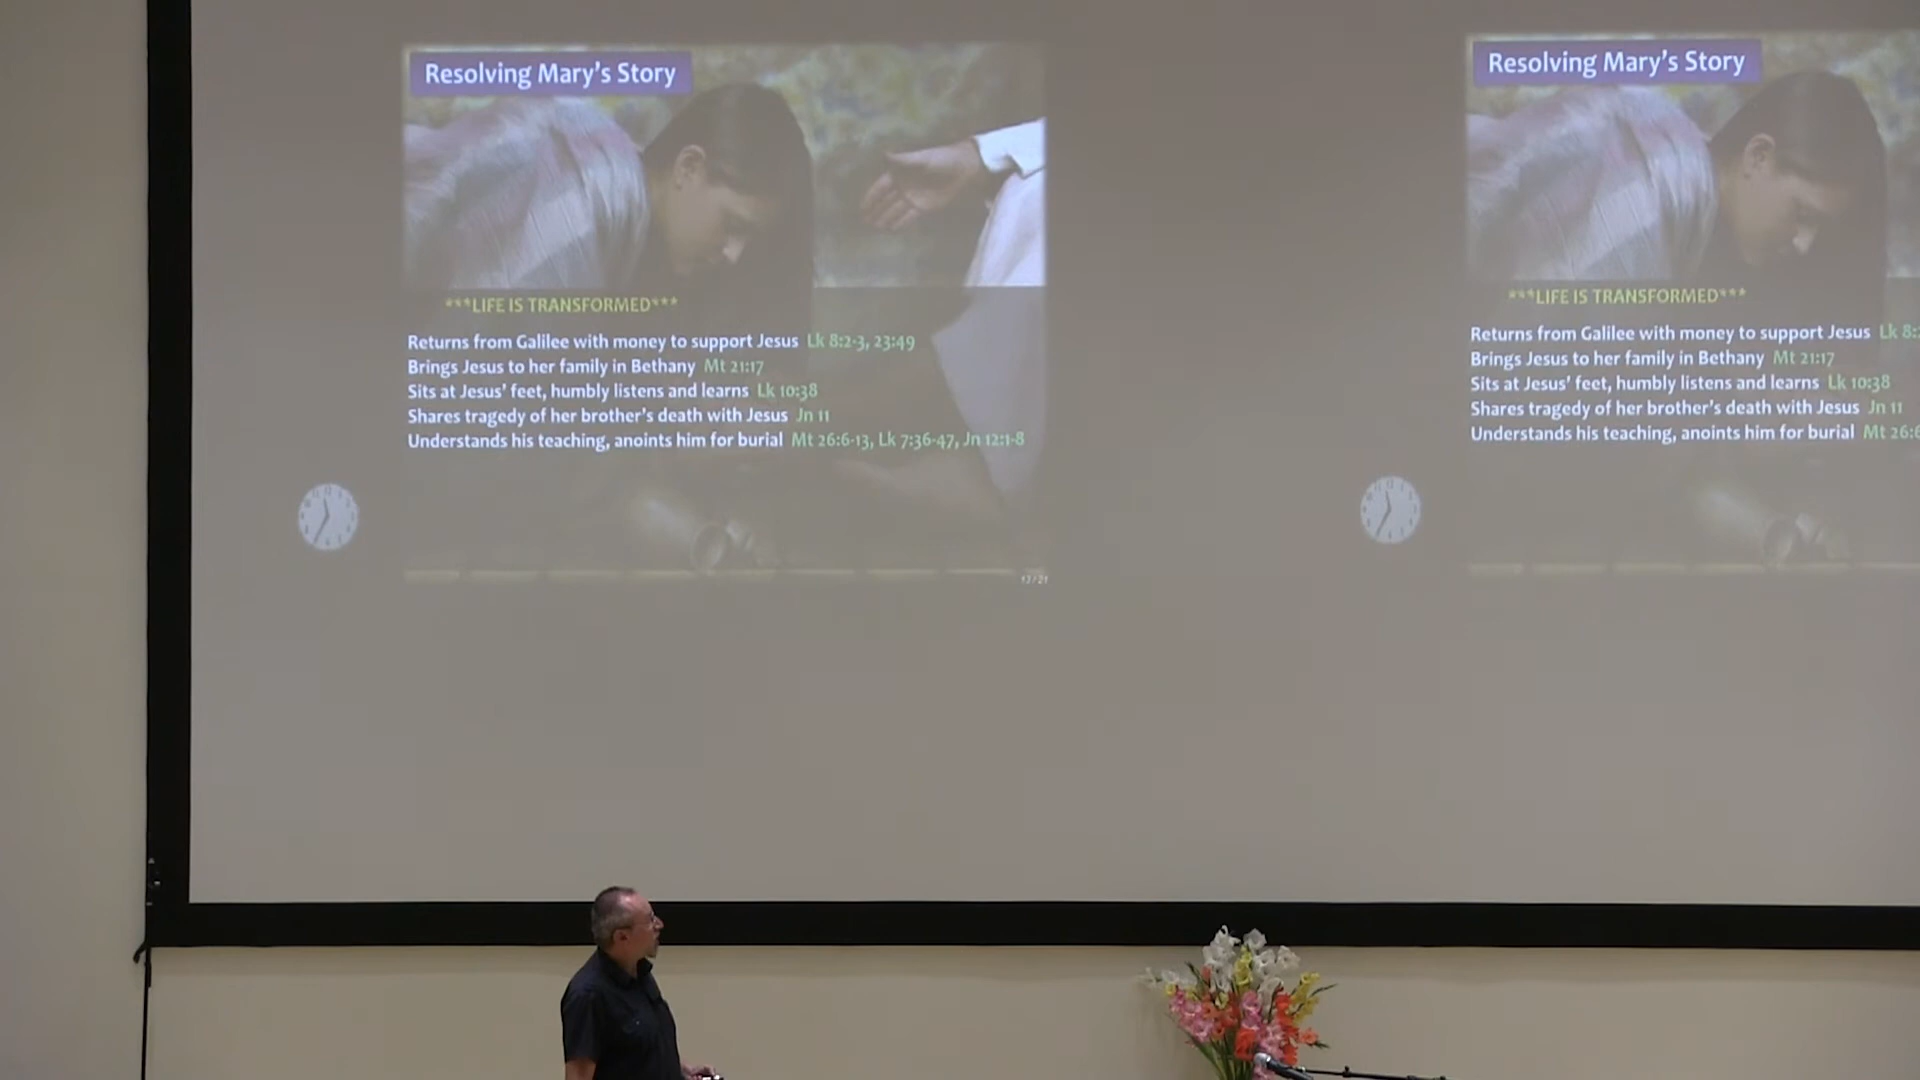 Resolving Mary's Story
***LIFE IS TRANSFORMED***
Returns from Galilee with money to support Jesus Lk 8:2-3, 23:49
Brings Jesus to her family in Bethany Mt 21:17
Sits at Jesus' feet, humbly listens and learns Lk 10:38
Shares tragedy of her brother's death with Jesus Jn 11
Understands his teaching, anoints him for burial Mt 26:6-13, Lk 7:36-47, Jn 12:1-8
Resolving Mary's Story
***LIFE IS TRANSFORMED***
Returns from Galilee with money to support Jesus Lk 8:
Brings Jesus to her family in Bethany Mt 21:17
Sits at Jesus' feet, humbly listens and learns Lk 10:38
Shares tragedy of her brother's death with Jesus Jn 11
Understands his teaching, anoints him for burial Mt 26:6